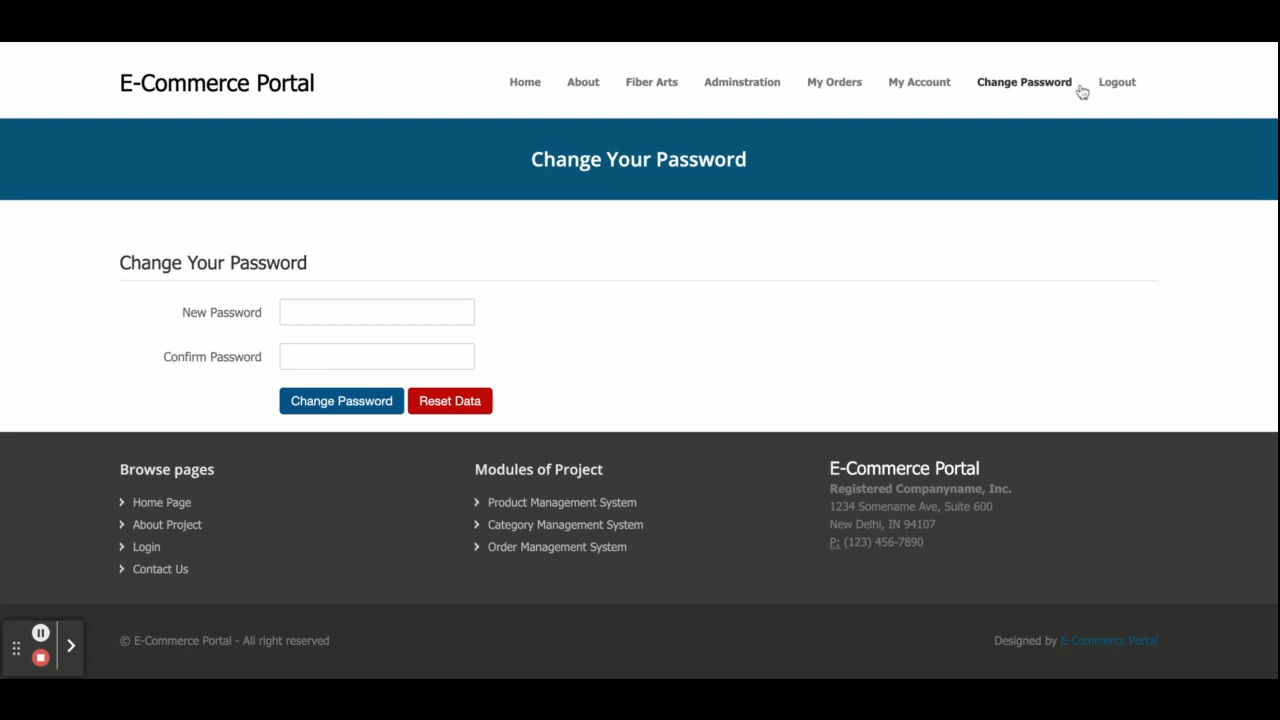 E-Commerce Portal
Home About Fiber Arts Adminstration My Orders My Account Change Password Logout
Change Your Password
Change Your Password
New Password
Confirm Password
Change Password Reset Data
Browse pages
Home Page
About Project
Login
Contact Us
Modules of Project
Product Management System
Category Management System
Order Management System
E-Commerce Portal
Registered Companyname, Inc.
1234 Somename Ave, Suite 600
New Delhi, IN 94107
P: (123) 456-7890
© E-Commerce Portal - All right reserved
Designed by E-Commerce Portal